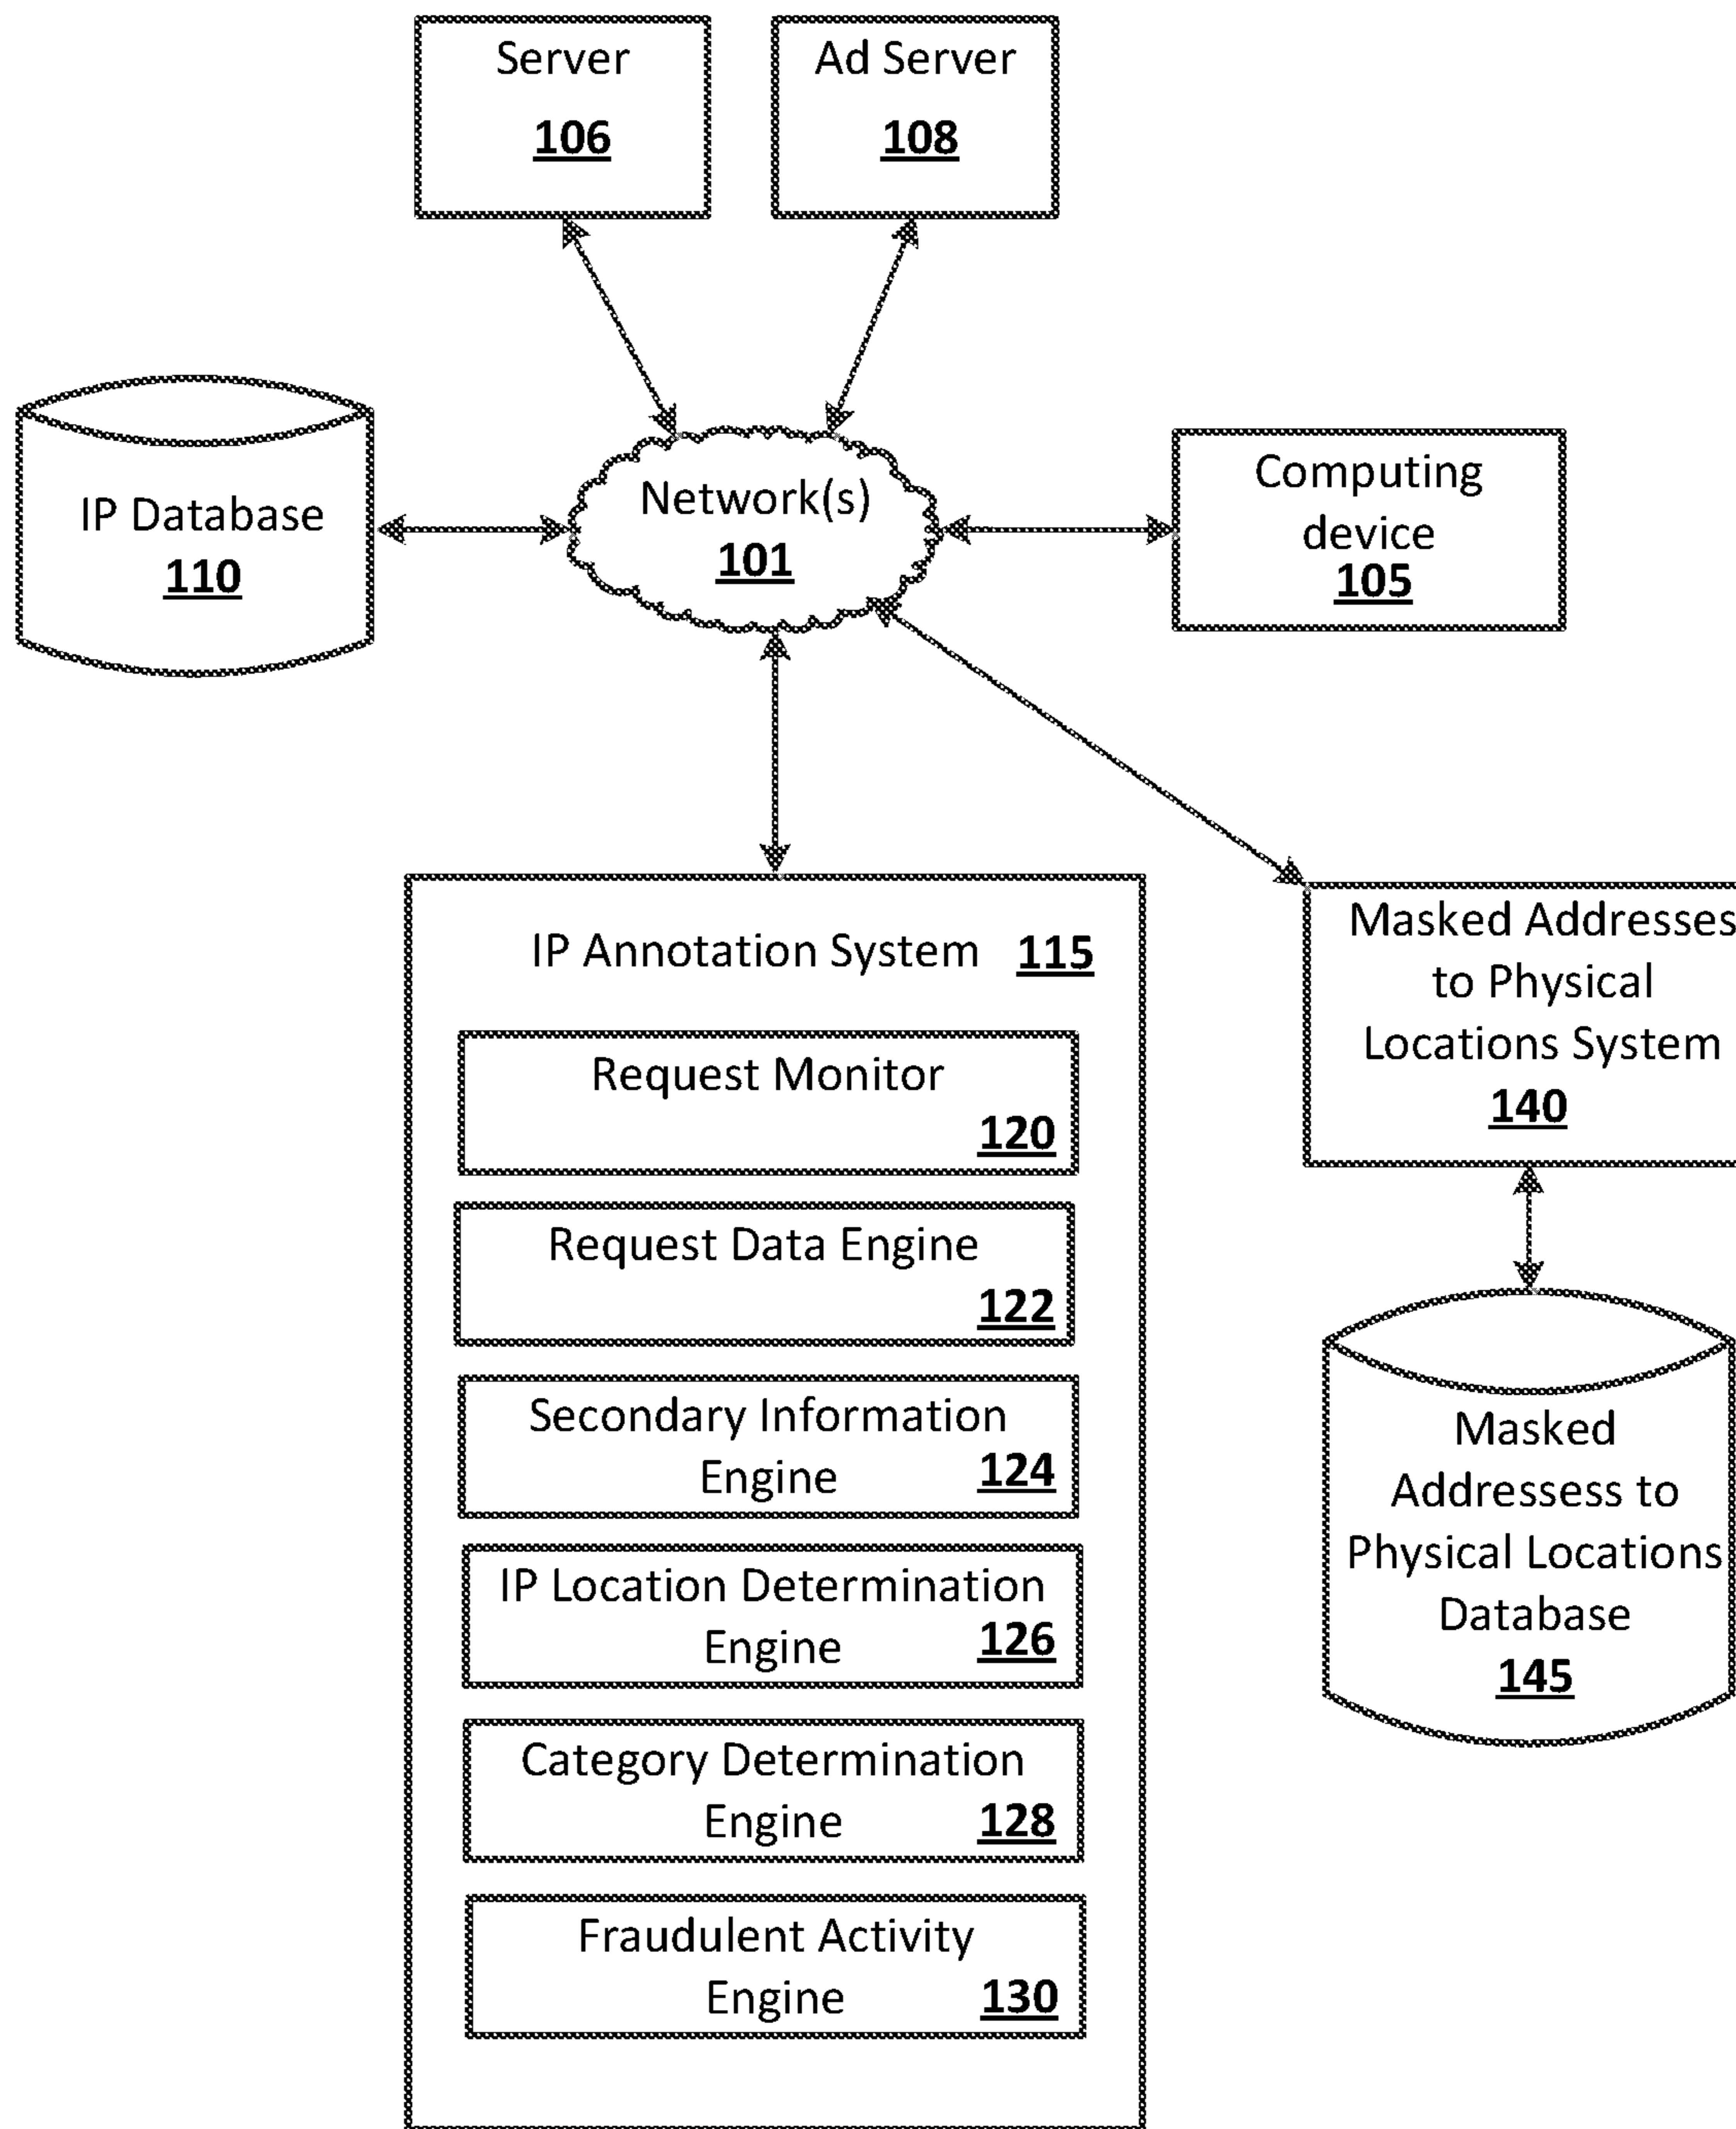 Server
106
Ad Server
108
IP Database
110
Network(s)
101
Computing
device
105
IP Annotation System 115
Request Monitor
120
Request Data Engine
122
Secondary Information
Engine 124
IP Location Determination
Engine 126
Category Determination
Engine 128
Fraudulent Activity
Engine 130
Masked Addresses
to Physical
Locations System
140
Masked
Addressess to
Physical Locations
Database
145